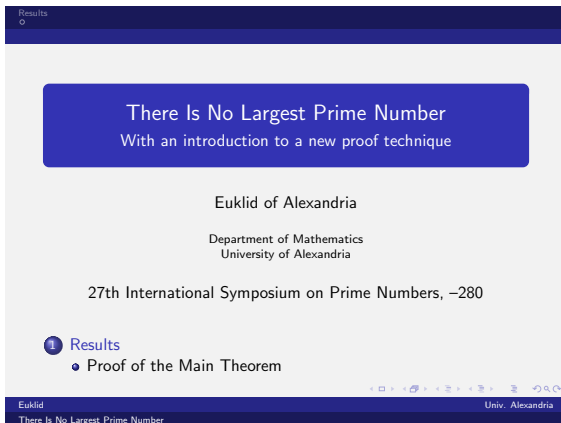 Results
There Is No Largest Prime Number
With an introduction to a new proof technique
Euklid of Alexandria
Department of Mathematics
University of Alexandria
27th International Symposium on Prime Numbers, –280
1 Results
Proof of the Main Theorem
Euklid Univ. Alexandria
There Is No Largest Prime Number